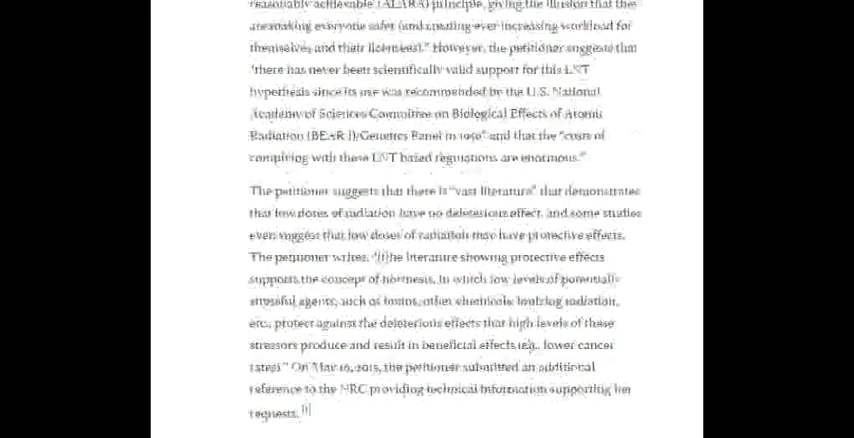 reasonably achievable (ALARA) principle, giving the illusion that the
are making everyone safer (and creating ever increasing workload for
themselves and their licensees)." However, the petitioner suggests that
"there has never been scientifically valid support for this LNT
hypothesis since its use was recommended by the U.S. National
Academy of Sciences Committee on Biological Effects of Atomic
Radiation (BEAR I)/Genetics Panel in 1956" and that the "costs of
complying with these LNT based regulations are enormous."
The petitioner suggests that there is "vast literature" that demonstrates
that low doses of radiation have no deleterious effect, and some studies
even suggest that low doses of radiation may have protective effects.
The petitioner writes, "[t]he literature showing protective effects
supports the concept of hormesis, in which low levels of potentially
stressful agents, such as toxins, other chemicals, ionizing radiation,
etc., protect against the deleterious effects that high levels of these
stressors produce and result in beneficial effects (e.g., lower cancer
rates)." On May 16, 2015, the petitioner submitted an additional
reference to the NRC providing technical information supporting her
requests. [1]